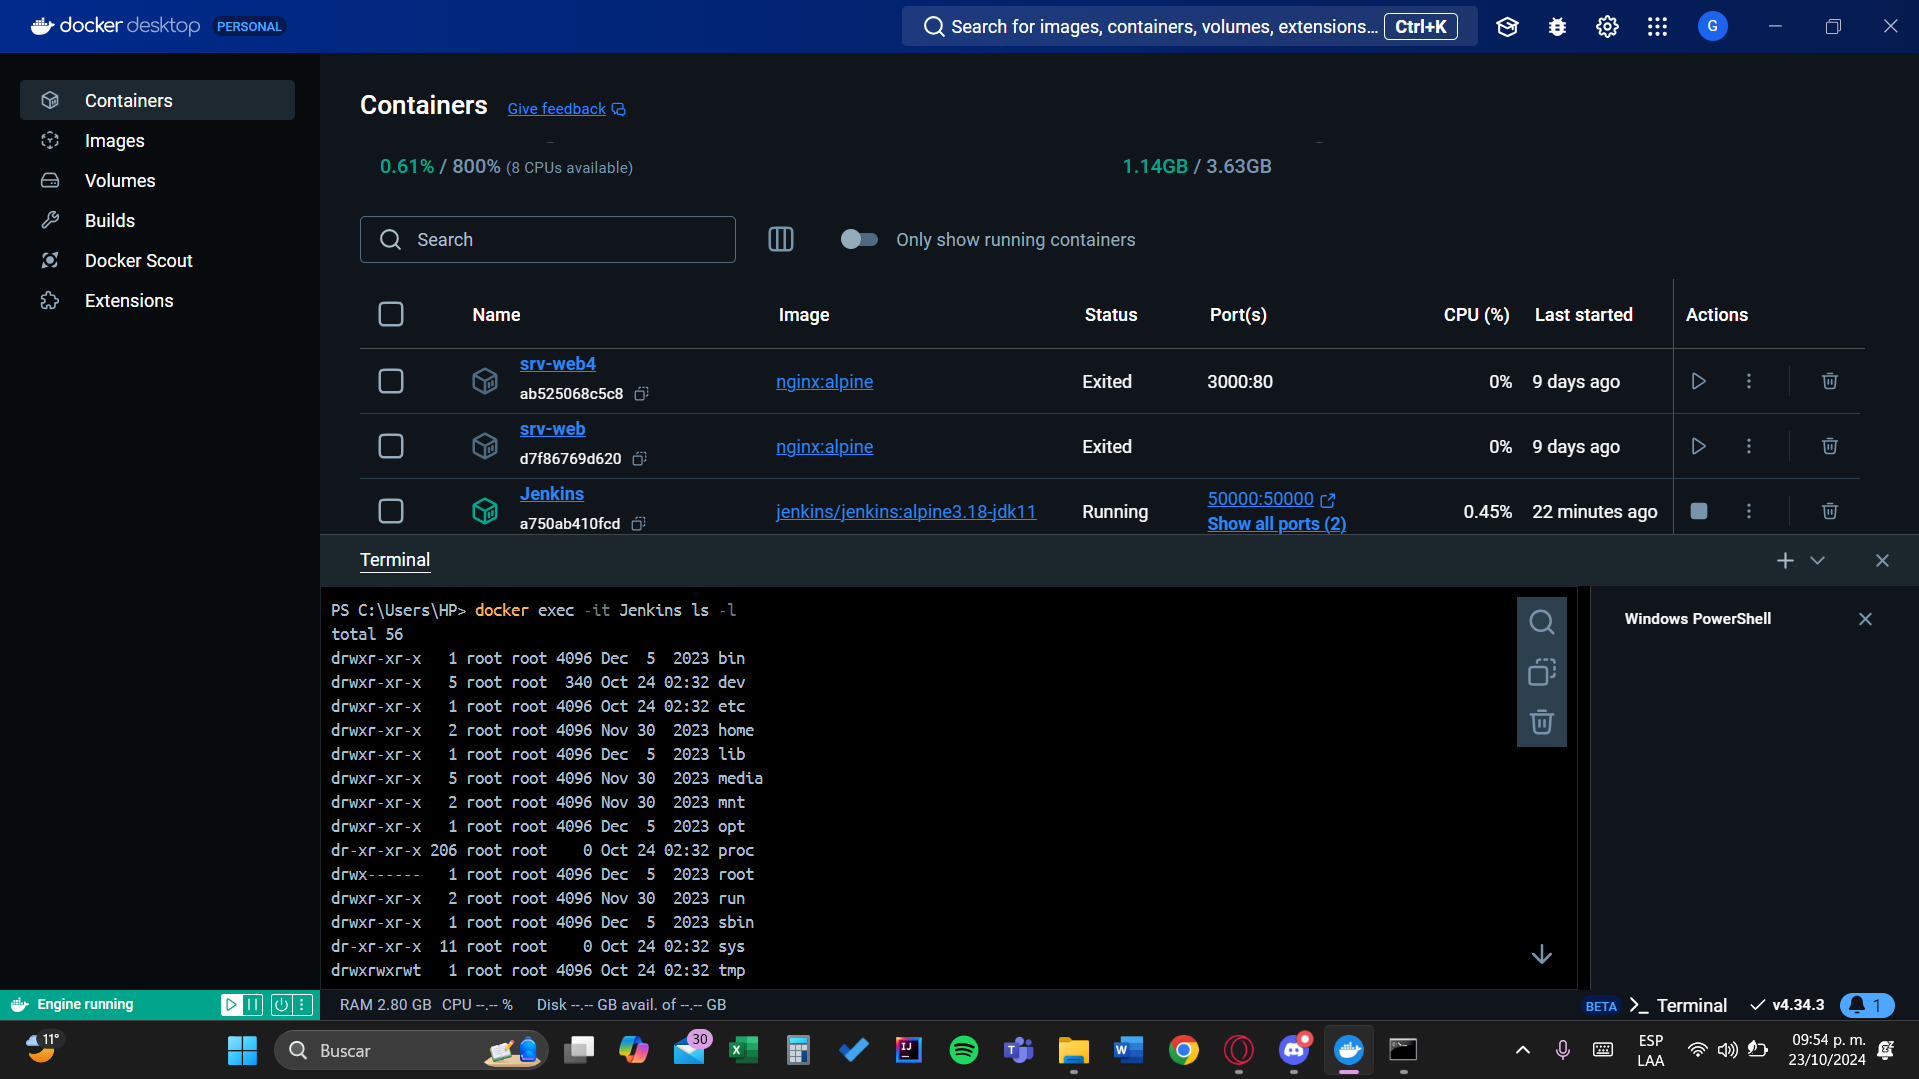 docker desktop PERSONAL
Search for images, containers, volumes, extensions... Ctrl+K
G
Containers
Images
Volumes
Builds
Docker Scout
Extensions
Containers Give feedback
0.61% / 800% (8 CPUs available)
1.14GB / 3.63GB
Search
Only show running containers
Name Image Status Port(s) CPU (%) Last started Actions
srv-web4
ab525068c5c8
nginx:alpine Exited 3000:80 0% 9 days ago
srv-web
d7f86769d620
nginx:alpine Exited 0% 9 days ago
Jenkins
a750ab410fcd
jenkins/jenkins:alpine3.18-jdk11 Running
50000:50000
Show all ports (2)
0.45% 22 minutes ago
Terminal
PS C:\Users\HP> docker exec -it Jenkins ls -l
total 56
drwxr-xr-x   1 root root 4096 Dec  5  2023 bin
drwxr-xr-x   5 root root  340 Oct 24 02:32 dev
drwxr-xr-x   1 root root 4096 Oct 24 02:32 etc
drwxr-xr-x   2 root root 4096 Nov 30  2023 home
drwxr-xr-x   1 root root 4096 Dec  5  2023 lib
drwxr-xr-x   5 root root 4096 Nov 30  2023 media
drwxr-xr-x   2 root root 4096 Nov 30  2023 mnt
drwxr-xr-x   1 root root 4096 Dec  5  2023 opt
dr-xr-xr-x 206 root root    0 Oct 24 02:32 proc
drwx------   1 root root 4096 Dec  5  2023 root
drwxr-xr-x   2 root root 4096 Nov 30  2023 run
drwxr-xr-x   1 root root 4096 Dec  5  2023 sbin
dr-xr-xr-x  11 root root    0 Oct 24 02:32 sys
drwxrwxrwt   1 root root 4096 Oct 24 02:32 tmp
Windows PowerShell
Engine running
RAM 2.80 GB CPU --.-- % Disk --.-- GB avail. of --.-- GB
BETA Terminal v4.34.3 1
11°
Buscar
30
IJ
ESP
LAA
09:54 p. m.
23/10/2024